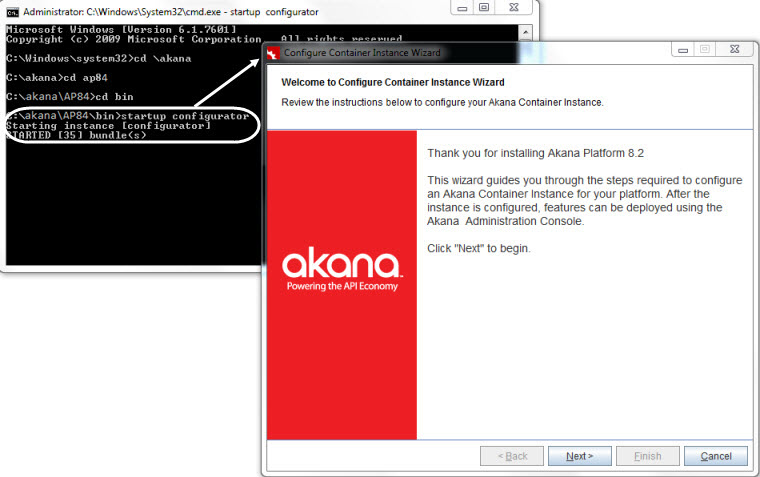 Administrator: C:\Windows\System32\cmd.exe - startup configurator
Microsoft Windows [Version 6.1.7601]
Copyright (c) 2009 Microsoft Corporation. All rights reserved
C:\Windows\system32>cd \akana
C:\akana>cd ap84
C:\akana\AP84>cd bin
C:\akana\AP84\bin>startup configurator
Starting instance [configurator]
STARTED [35] bundle(s)
Configure Container Instance Wizard
Welcome to Configure Container Instance Wizard
Review the instructions below to configure your Akana Container Instance.
akana
Powering the API Economy
Thank you for installing Akana Platform 8.2
This wizard guides you through the steps required to configure
an Akana Container Instance for your platform. After the
instance is configured, features can be deployed using the
Akana Administration Console.
Click "Next" to begin.
< Back
Next >
Finish
Cancel